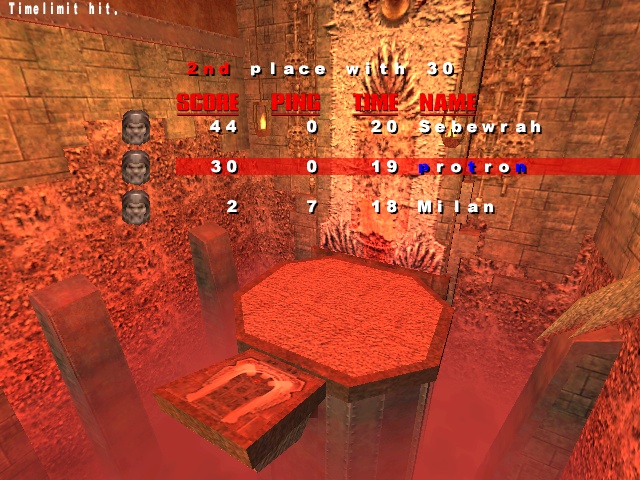 Timelimit hit.
2nd place with 30
SCORE PING TIME NAME
44 0 20 Sebewrah
30 0 19 protron
2 7 18 Milan